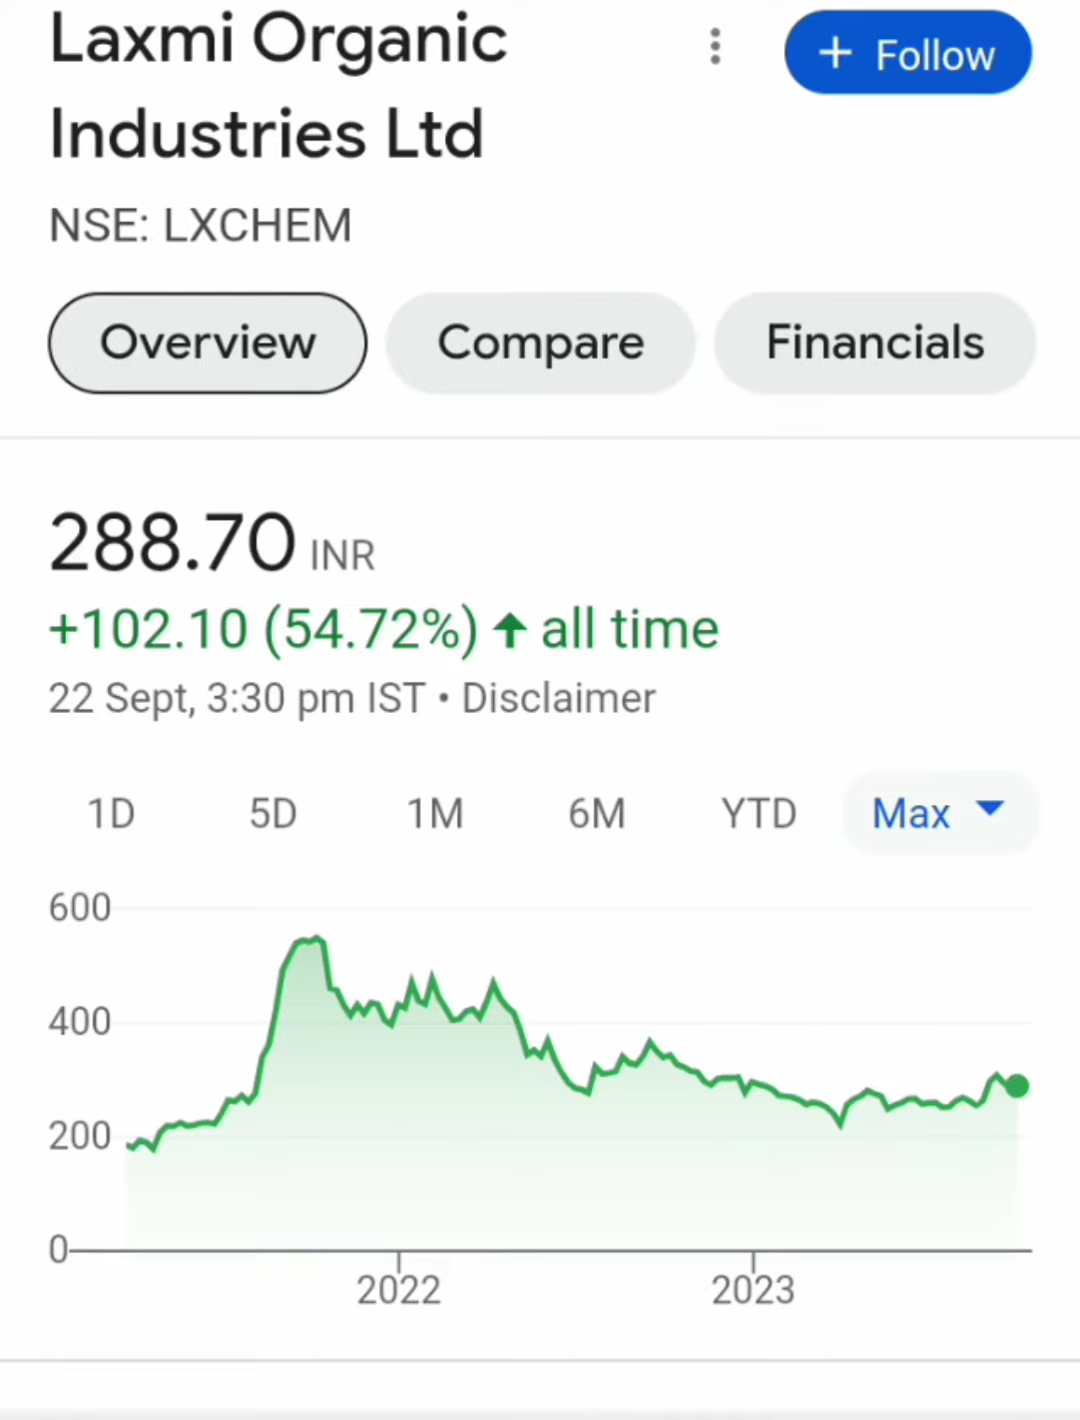 Laxmi Organic
Industries Ltd
+ Follow
NSE: LXCHEM
Overview Compare Financials
288.70 INR
+102.10 (54.72%) ↑ all time
22 Sept, 3:30 pm IST • Disclaimer
1D 5D 1M 6M YTD Max
600
400
200
0
2022 2023